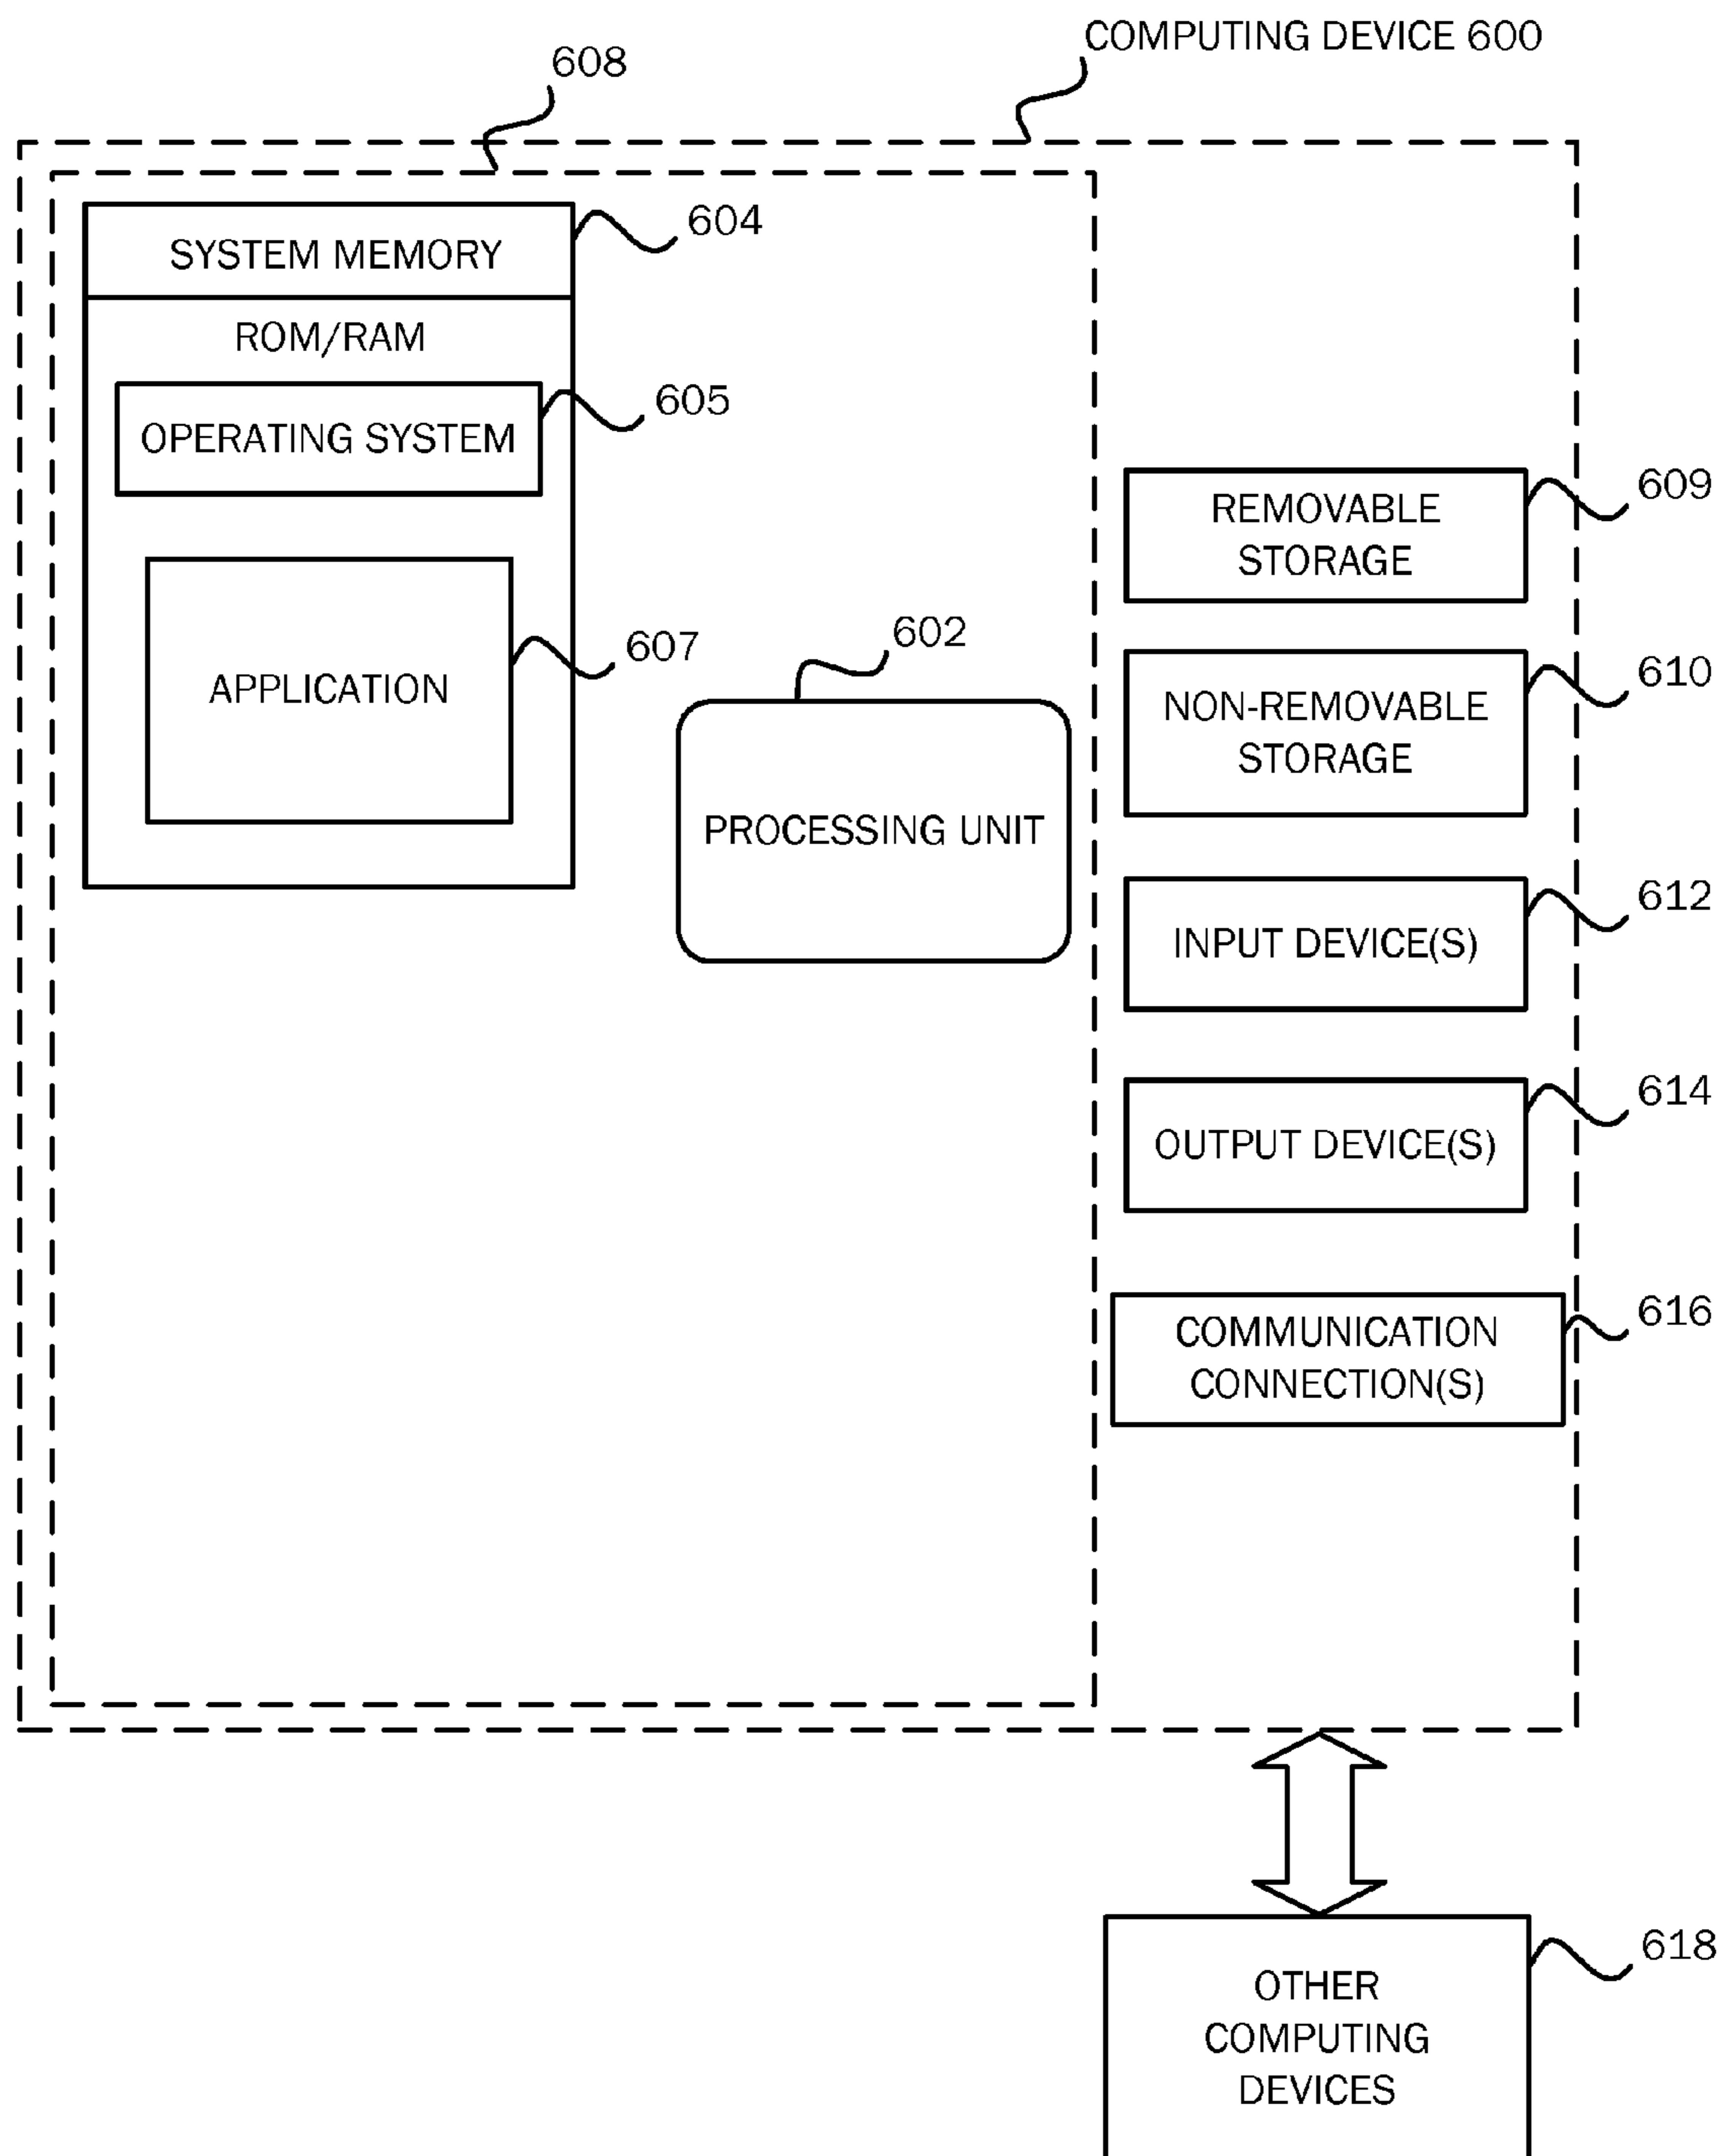 COMPUTING DEVICE 600
608
604
SYSTEM MEMORY
ROM/RAM
605
OPERATING SYSTEM
607
APPLICATION
602
PROCESSING UNIT
609
REMOVABLE
STORAGE
610
NON-REMOVABLE
STORAGE
612
INPUT DEVICE(S)
614
OUTPUT DEVICE(S)
616
COMMUNICATION
CONNECTION(S)
618
OTHER
COMPUTING
DEVICES